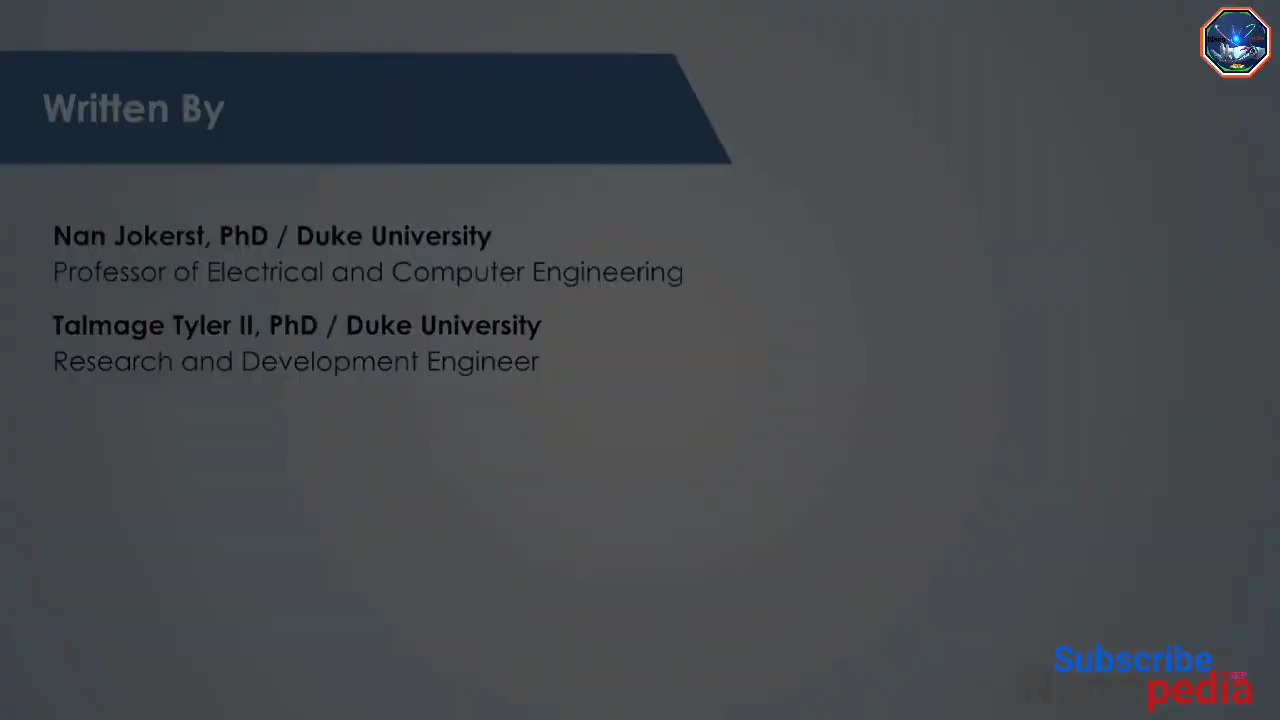 Written By
Nan Jokerst, PhD / Duke University
Professor of Electrical and Computer Engineering
Talmage Tyler II, PhD / Duke University
Research and Development Engineer
Subscribe
Nanopedia